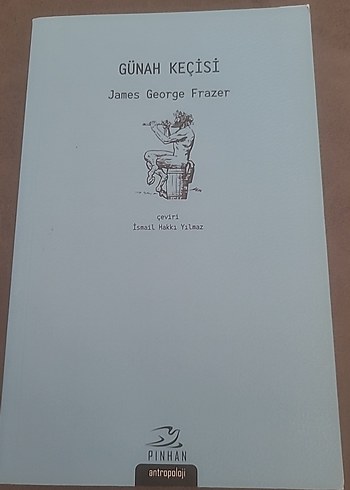 GÜNAH KEÇİSİ
James George Frazer
çeviri
İsmail Hakkı Yılmaz
PINHAN
antropoloji